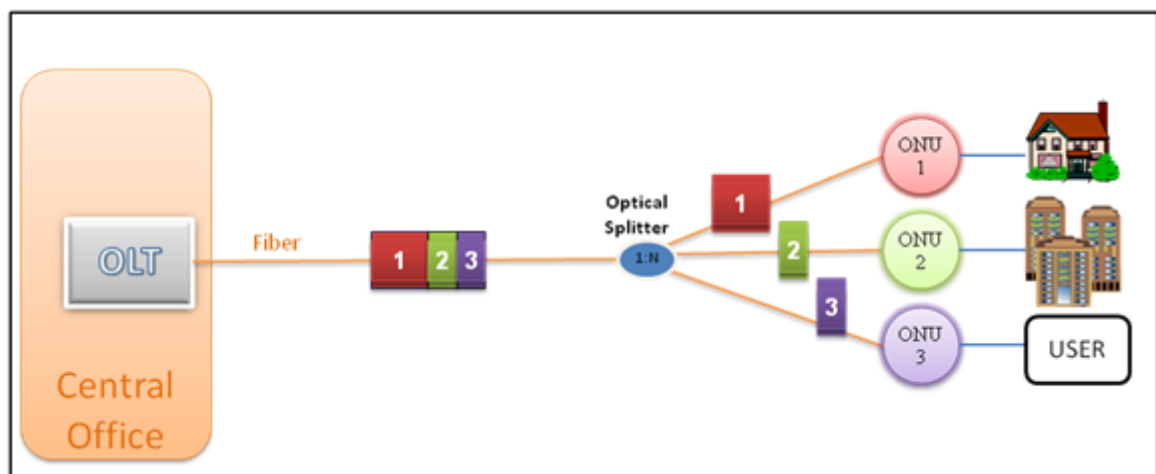 OLT
Central
Office
Fiber
1 2 3
Optical
Splitter
1:N
1
2
3
ONU
1
ONU
2
ONU
3
USER